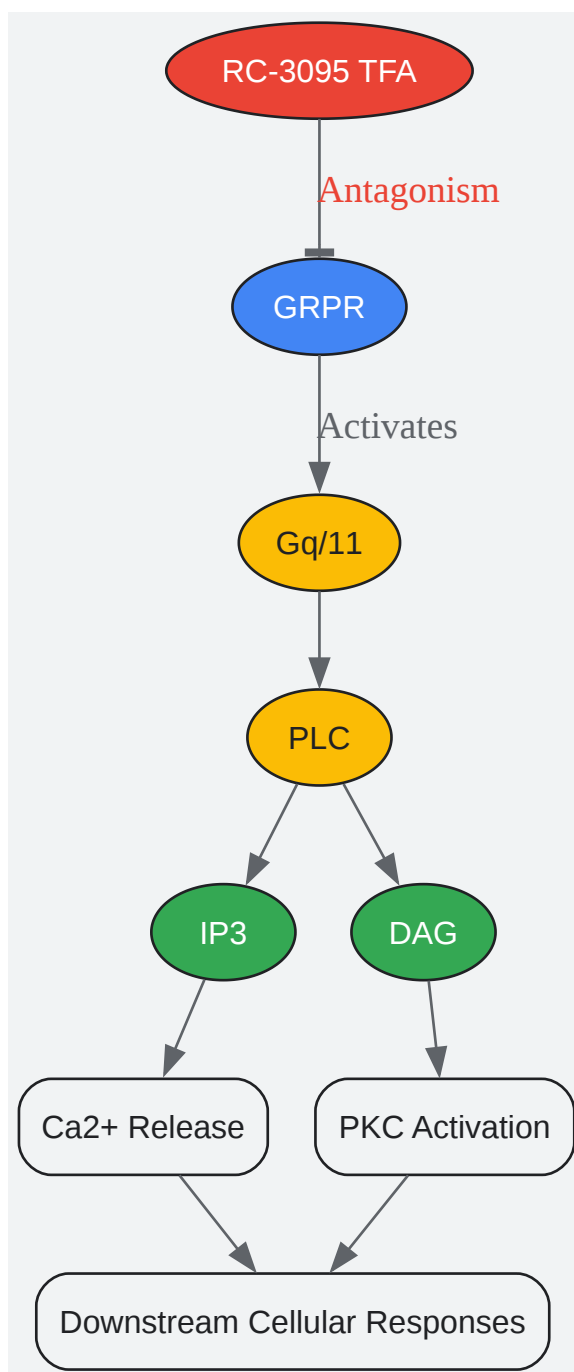 RC-3095 TFA
Antagonism
GRPR
Activates
Gq/11
PLC
IP3
DAG
Ca2+ Release
PKC Activation
Downstream Cellular Responses